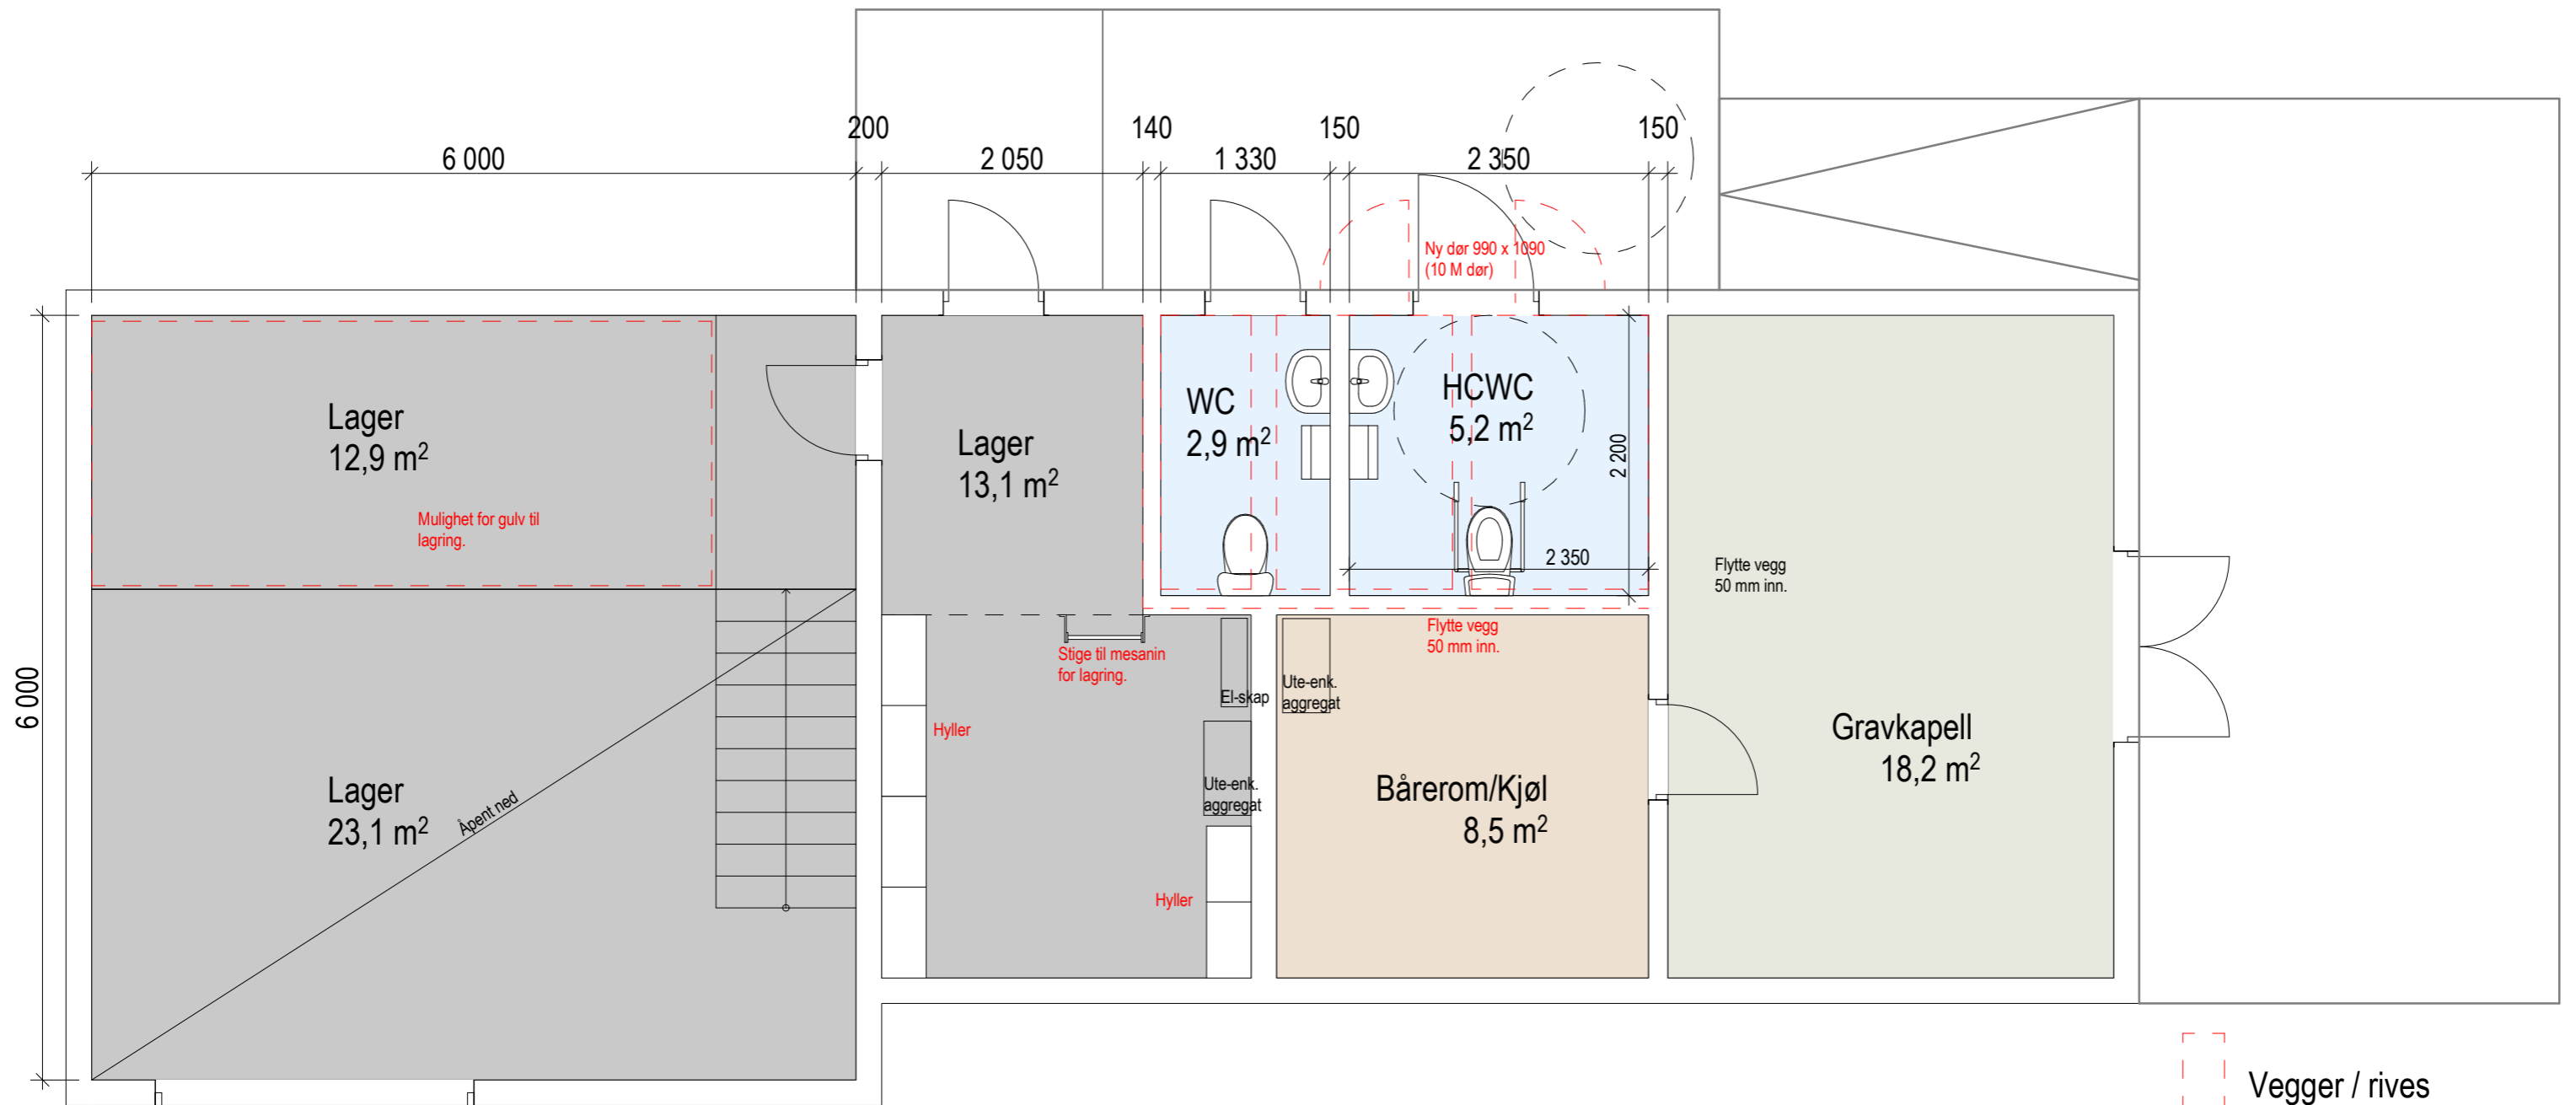 200
140
150
150
6 000
2 050
1 330
2 350
Ny dør 990 x 1090
(10 M dør)
Lager
12,9 m²
Mulighet for gulv til
lagring.
Lager
13,1 m²
WC
2,9 m²
HCWC
5,2 m²
2 200
2 350
Flytte vegg
50 mm inn.
Flytte vegg
50 mm inn.
Stige til mesanin
for lagring.
El-skap
Ute-enk.
aggregat
Hyller
6 000
Gravkapell
18,2 m²
Lager
23,1 m²
Åpent ned
Ute-enk.
aggregat
Bårerom/Kjøl
8,5 m²
Hyller
Vegger / rives